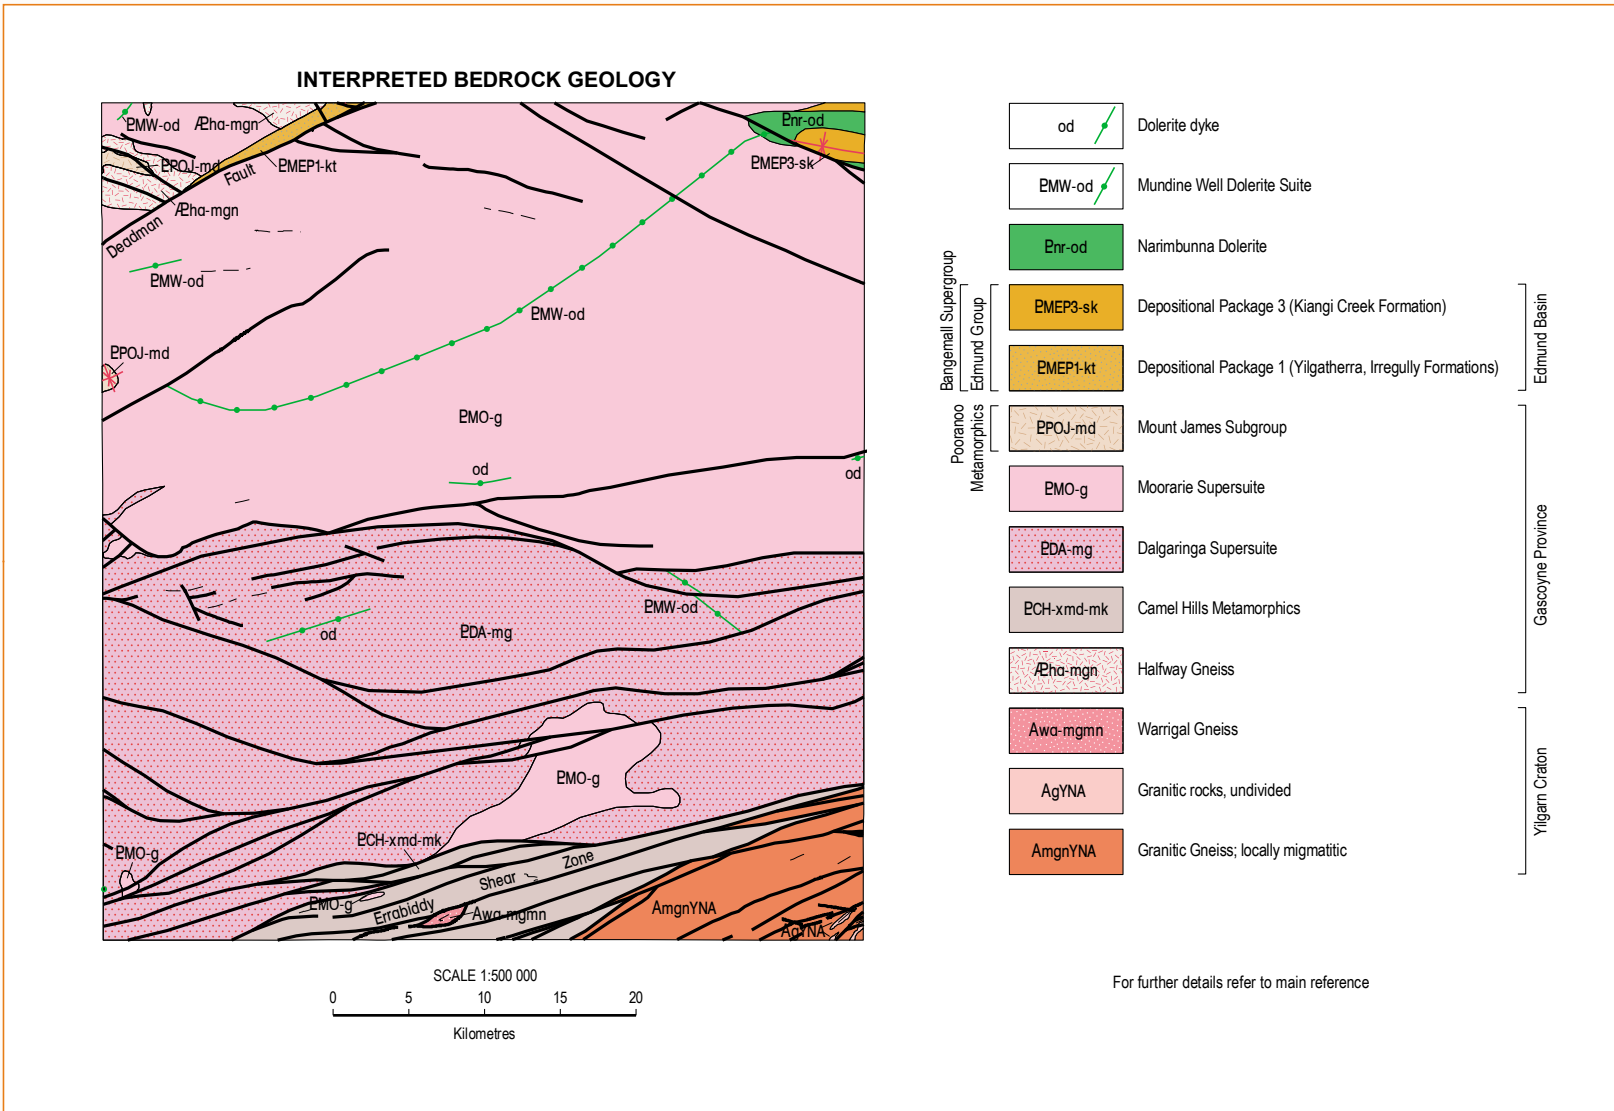 INTERPRETED BEDROCK GEOLOGY
ⱣMW-od
AⱣha-mgn
ⱣPOJ-md
Deadman Fault
ⱣMEP1-kt
AⱣha-mgn
Ᵽnr-od
ⱣMEP3-sk
ⱣMW-od
ⱣMW-od
ⱣPOJ-md
ⱣMO-g
od
od
ⱣMW-od
od
ⱣDA-mg
ⱣMO-g
ⱣCH-xmd-mk
ⱣMO-g
ⱣMO-g
Errabiddy Shear Zone
Awa-mgmn
AmgnYNA
AgYNA
SCALE 1:500 000
0 5 10 15 20
Kilometres
od Dolerite dyke
ⱣMW-od Mundine Well Dolerite Suite
Ᵽnr-od Narimbunna Dolerite
ⱣMEP3-sk Depositional Package 3 (Kiangi Creek Formation)
ⱣMEP1-kt Depositional Package 1 (Yilgatherra, Irregully Formations)
ⱣPOJ-md Mount James Subgroup
ⱣMO-g Moorarie Supersuite
ⱣDA-mg Dalgaringa Supersuite
ⱣCH-xmd-mk Camel Hills Metamorphics
AⱣha-mgn Halfway Gneiss
Awa-mgmn Warrigal Gneiss
AgYNA Granitic rocks, undivided
AmgnYNA Granitic Gneiss; locally migmatitic
Bangemall Supergroup
Edmund Group
Pooranoo
Metamorphics
Edmund Basin
Gascoyne Province
Yilgarn Craton
For further details refer to main reference